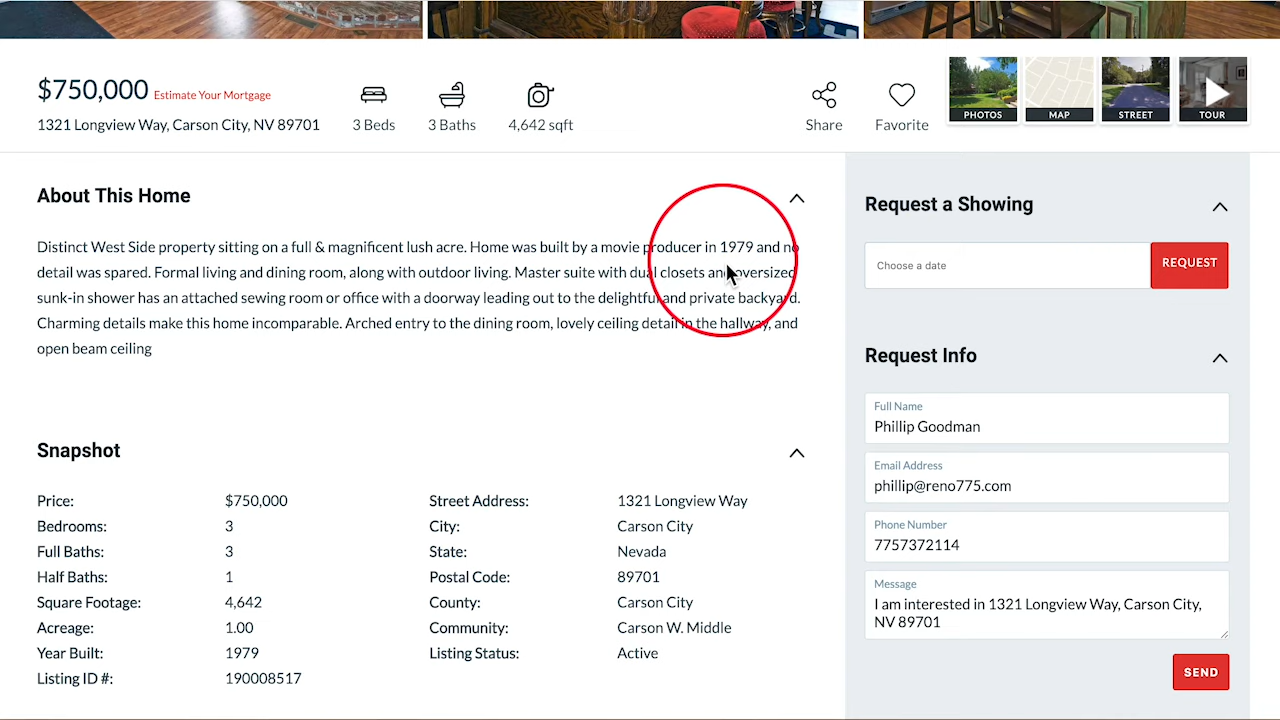 $750,000 Estimate Your Mortgage
1321 Longview Way, Carson City, NV 89701
3 Beds
3 Baths
4,642 sqft
Share
Favorite
PHOTOS
MAP
STREET
TOUR
About This Home
Distinct West Side property sitting on a full & magnificent lush acre. Home was built by a movie producer in 1979 and no
detail was spared. Formal living and dining room, along with outdoor living. Master suite with dual closets and oversized
sunk-in shower has an attached sewing room or office with a doorway leading out to the delightful and private backyard.
Charming details make this home incomparable. Arched entry to the dining room, lovely ceiling detail in the hallway, and
open beam ceiling
Snapshot
Price: $750,000 Street Address: 1321 Longview Way
Bedrooms: 3 City: Carson City
Full Baths: 3 State: Nevada
Half Baths: 1 Postal Code: 89701
Square Footage: 4,642 County: Carson City
Acreage: 1.00 Community: Carson W. Middle
Year Built: 1979 Listing Status: Active
Listing ID #: 190008517
Request a Showing
Choose a date
REQUEST
Request Info
Full Name
Phillip Goodman
Email Address
phillip@reno775.com
Phone Number
7757372114
Message
I am interested in 1321 Longview Way, Carson City,
NV 89701
SEND